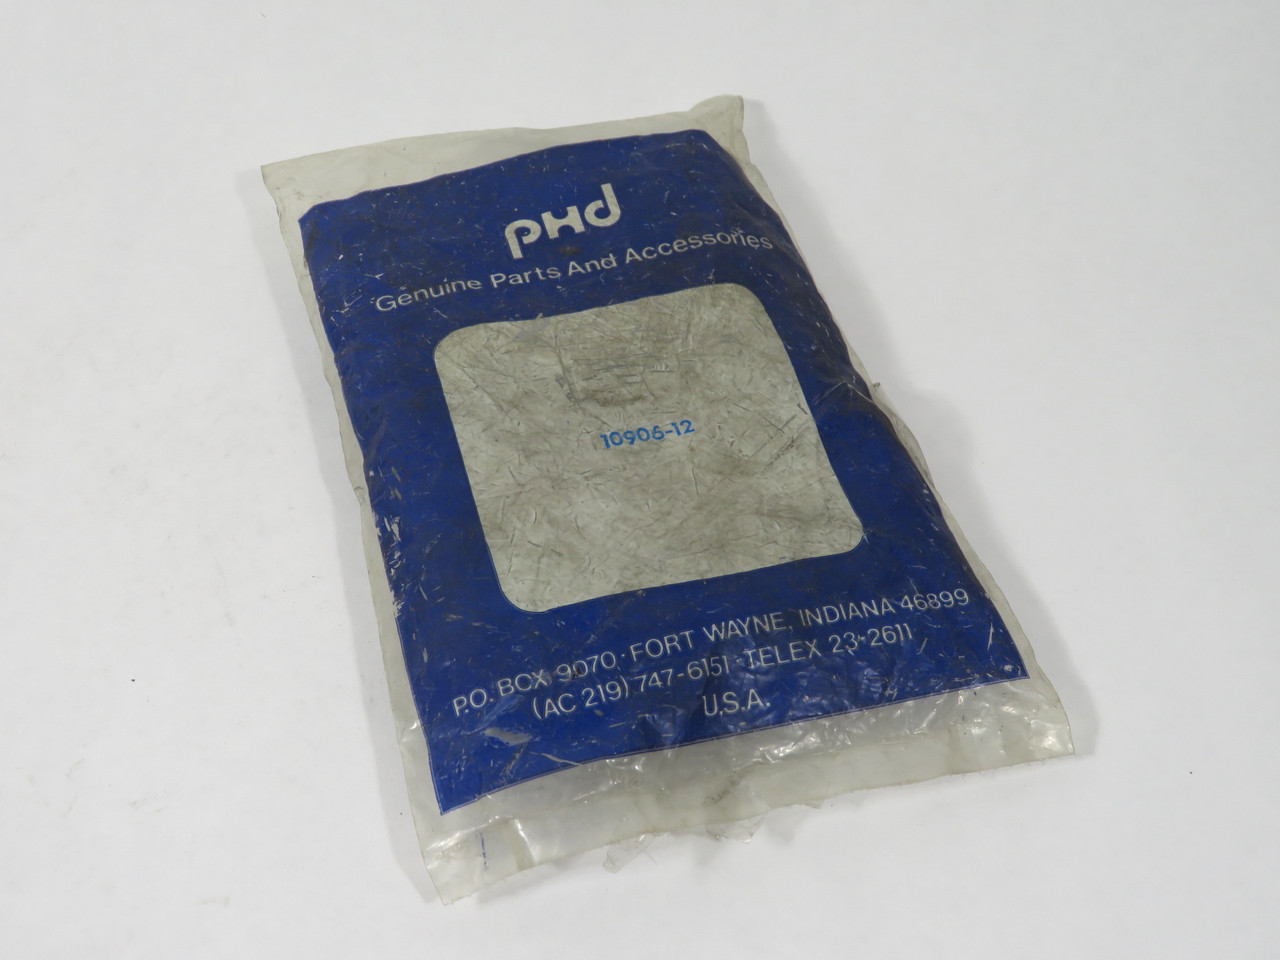 PHd
Genuine Parts And Accessories
10906-12
P.O. BOX 9070 · FORT WAYNE, INDIANA 46899
(AC 219) 747-6151 · TELEX 23-2611
U.S.A.